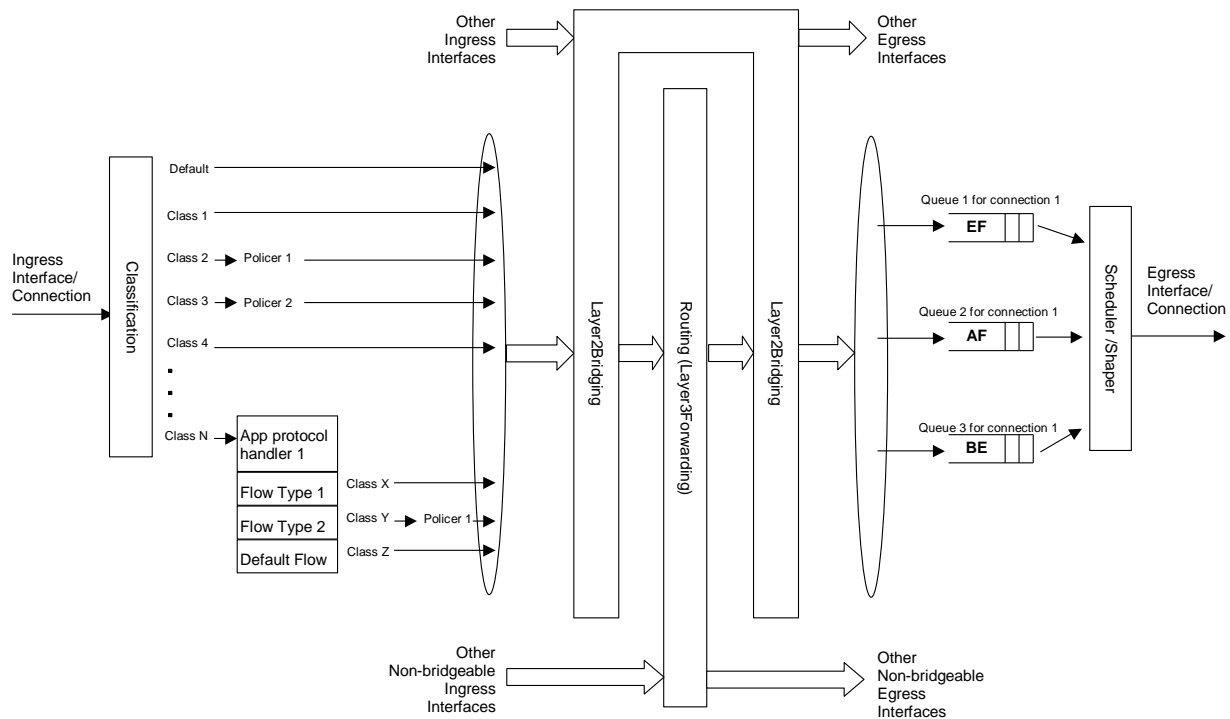 Other
Ingress
Interfaces
Other
Egress
Interfaces
Default
Class 1
Class 2
Policer 1
Class 3
Policer 2
Class 4
Ingress
Interface/
Connection
Classification
Class N
App protocol
handler 1
Flow Type 1
Class X
Flow Type 2
Class Y
Policer 1
Default Flow
Class Z
Layer2Bridging
Routing (Layer3Forwarding)
Layer2Bridging
Queue 1 for connection 1
EF
Queue 2 for connection 1
AF
Queue 3 for connection 1
BE
Scheduler /Shaper
Egress
Interface/
Connection
Other
Non-bridgeable
Ingress
Interfaces
Other
Non-bridgeable
Egress
Interfaces